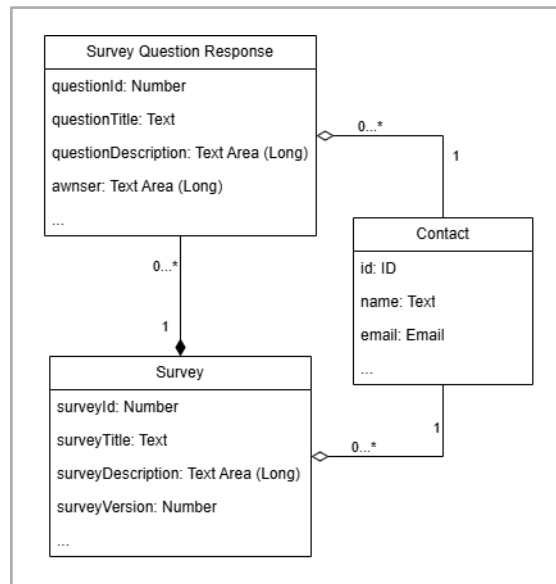 Survey Question Response
questionId: Number
questionTitle: Text
questionDescription: Text Area (Long)
awnser: Text Area (Long)
...
0...*
1
Contact
id: ID
name: Text
email: Email
...
0...*
1
Survey
surveyId: Number
surveyTitle: Text
surveyDescription: Text Area (Long)
surveyVersion: Number
...
1
0...*